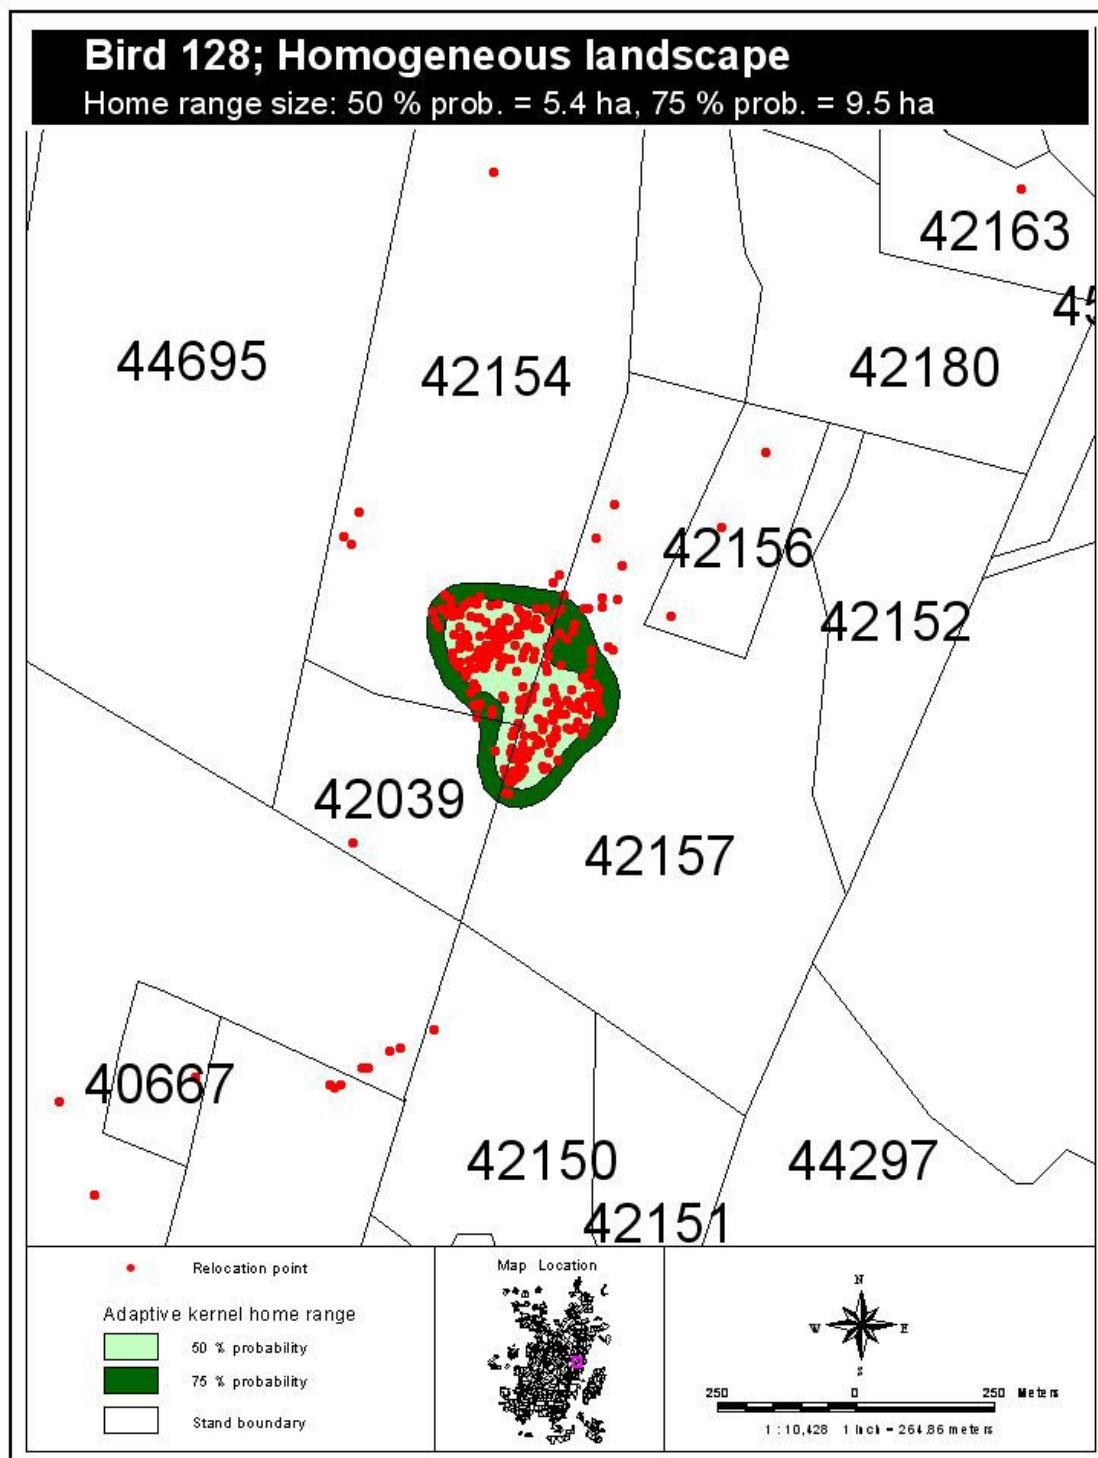 Bird 128; Homogeneous landscape
Home range size: 50 % prob. = 5.4 ha, 75 % prob. = 9.5 ha
42163
45
44695
42154
42180
42156
42152
42039
42157
40667
42150
44297
42151
Relocation point
Adaptive kernel home range
50 % probability
75 % probability
Stand boundary
Map Location
N
W E
S
250 0 250 Meters
1 : 10,428 1 Inch = 264.86 meters